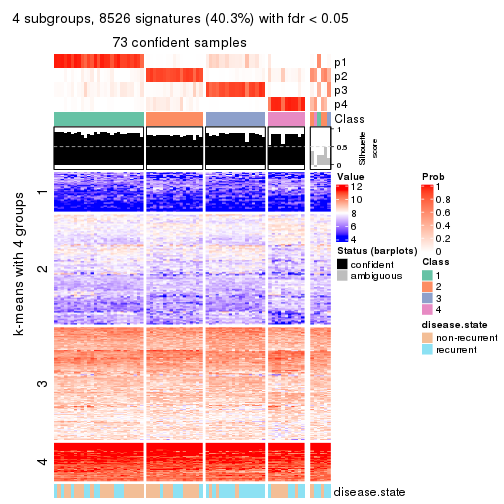 4 subgroups, 8526 signatures (40.3%) with fdr < 0.05
73 confident samples
p1
p2
p3
p4
Class
1
0.5
0
Silhouette
score
k-means with 4 groups
1
2
3
4
disease.state
Value
12
10
8
6
4
Status (barplots)
confident
ambiguous
Prob
1
0.8
0.6
0.4
0.2
0
Class
1
2
3
4
disease.state
non-recurrent
recurrent